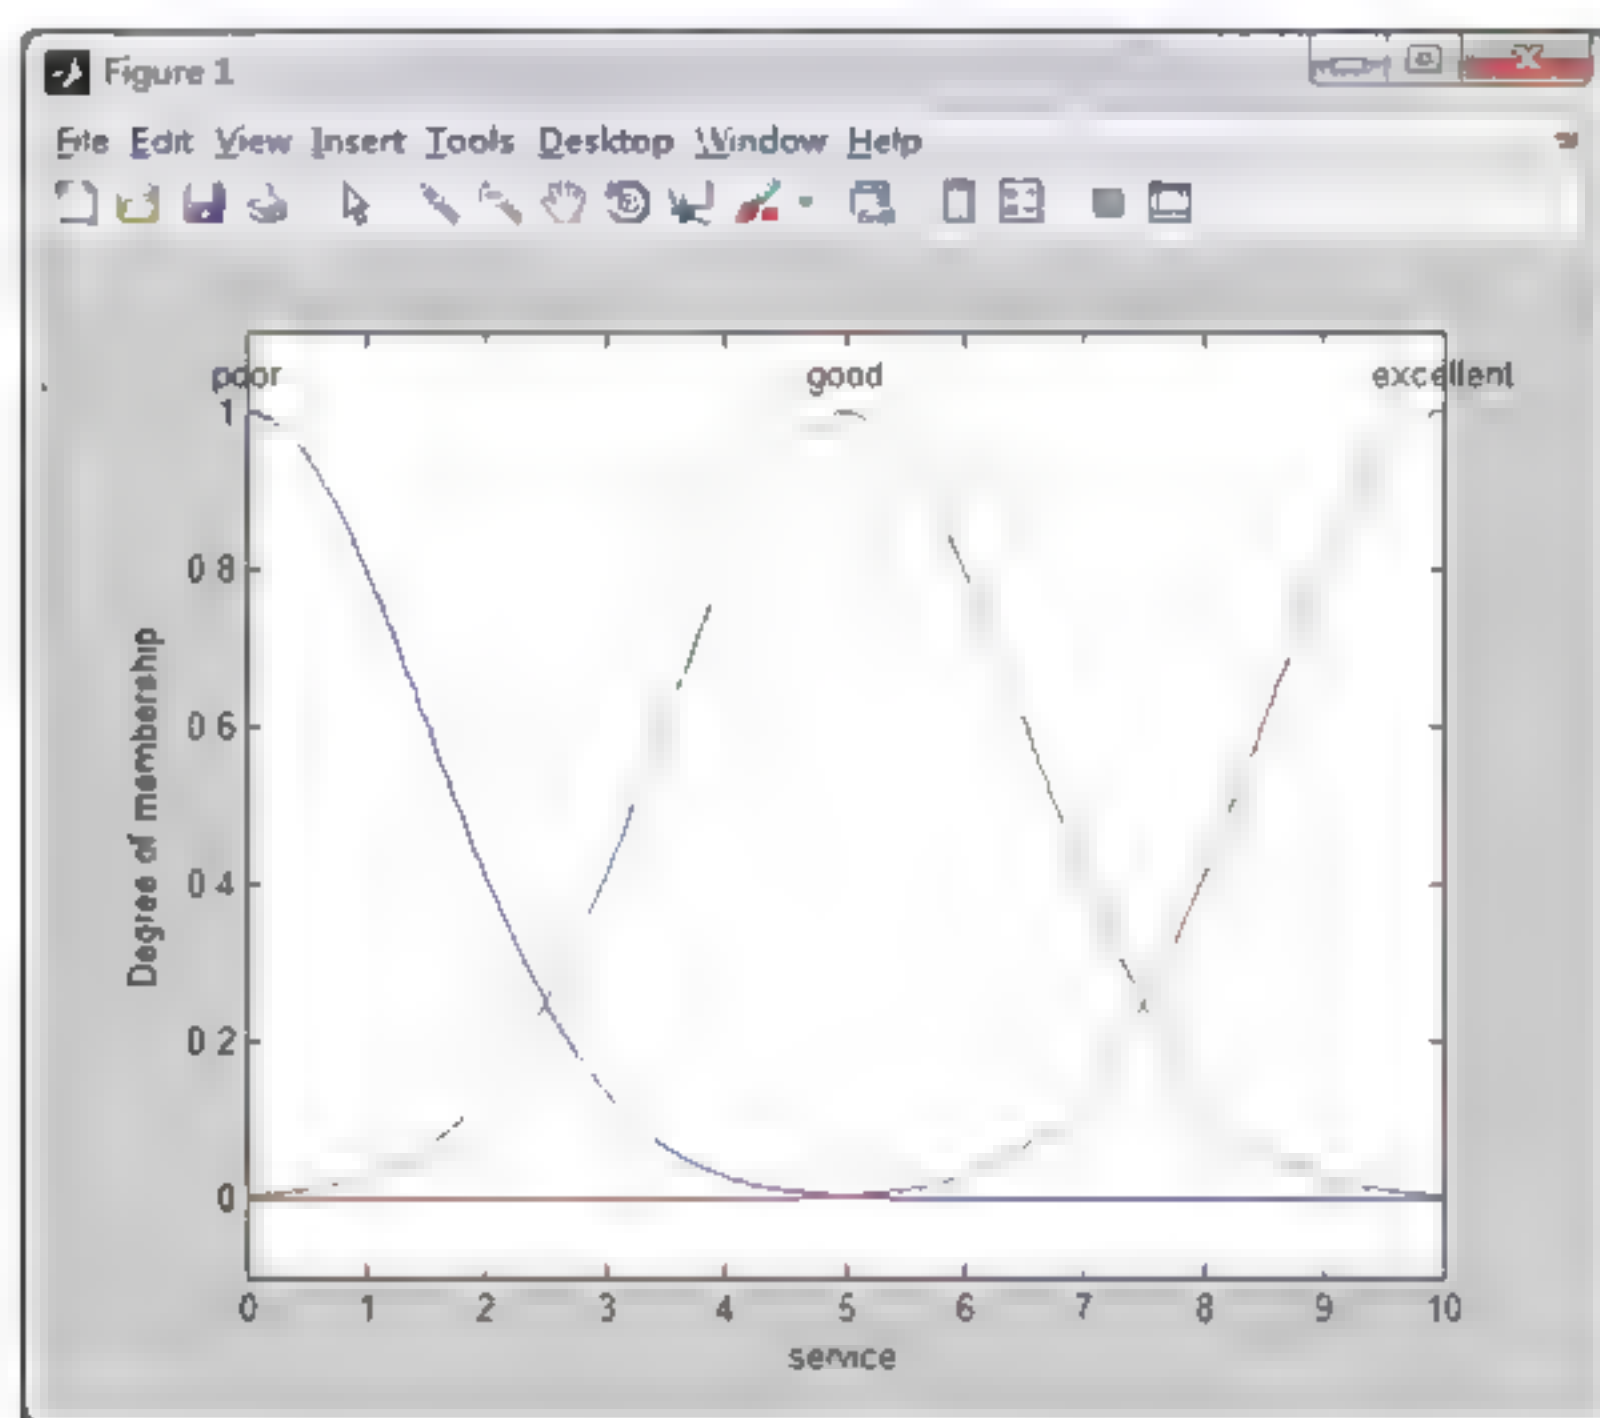 Figure 1
File Edit View Insert Tools Desktop Window Help
poor good excellent
1
0.8
0.6
0.4
0.2
0
Degree of membership
0 1 2 3 4 5 6 7 8 9 10
service